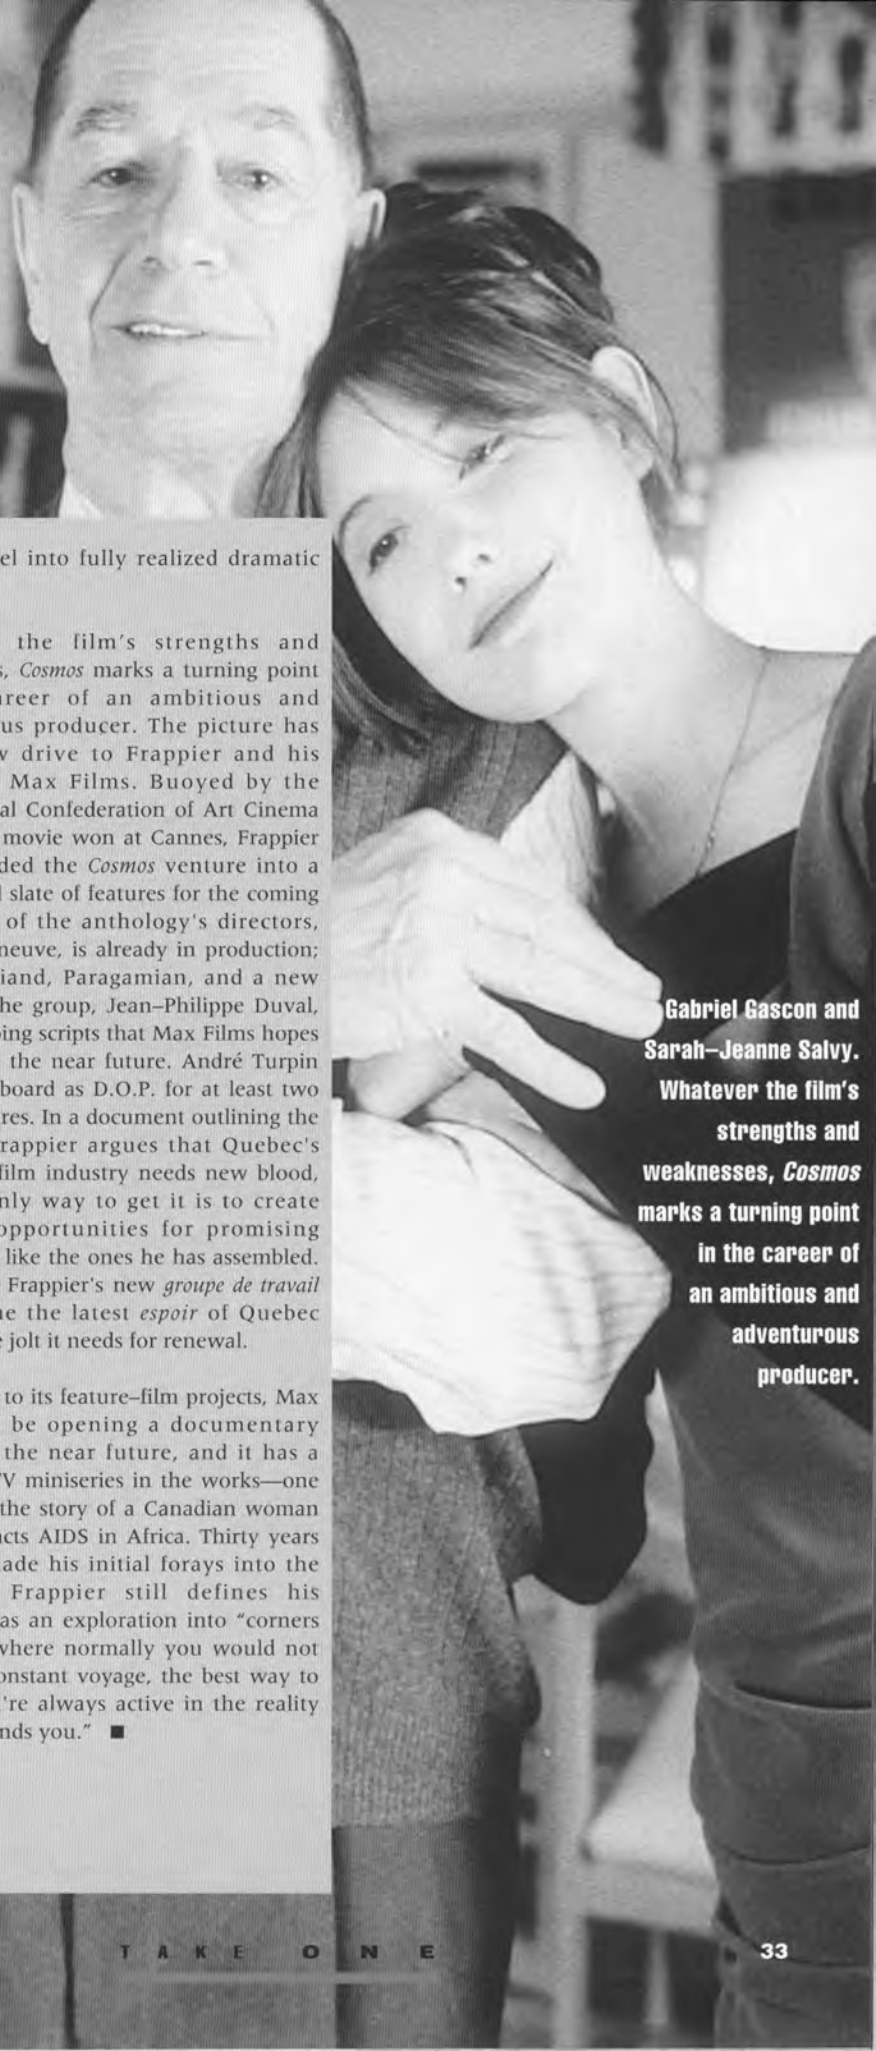 el into fully realized dramatic
the film's strengths and
s, Cosmos marks a turning point
areer of an ambitious and
us producer. The picture has
w drive to Frappier and his
Max Films. Buoyed by the
al Confederation of Art Cinema
movie won at Cannes, Frappier
ded the Cosmos venture into a
l slate of features for the coming
of the anthology's directors,
neuve, is already in production;
iand, Paragamian, and a new
he group, Jean–Philippe Duval,
ping scripts that Max Films hopes
the near future. André Turpin
board as D.O.P. for at least two
res. In a document outlining the
rappier argues that Quebec's
film industry needs new blood,
nly way to get it is to create
opportunities for promising
like the ones he has assembled.
Frappier's new groupe de travail
ne the latest espoir of Quebec
e jolt it needs for renewal.
to its feature–film projects, Max
be opening a documentary
the near future, and it has a
TV miniseries in the works—one
the story of a Canadian woman
acts AIDS in Africa. Thirty years
nade his initial forays into the
Frappier still defines his
as an exploration into "corners
where normally you would not
onstant voyage, the best way to
're always active in the reality
nds you." ■
Gabriel Gascon and
Sarah–Jeanne Salvy.
Whatever the film's
strengths and
weaknesses, Cosmos
marks a turning point
in the career of
an ambitious and
adventurous
producer.
TAKE ONE
33